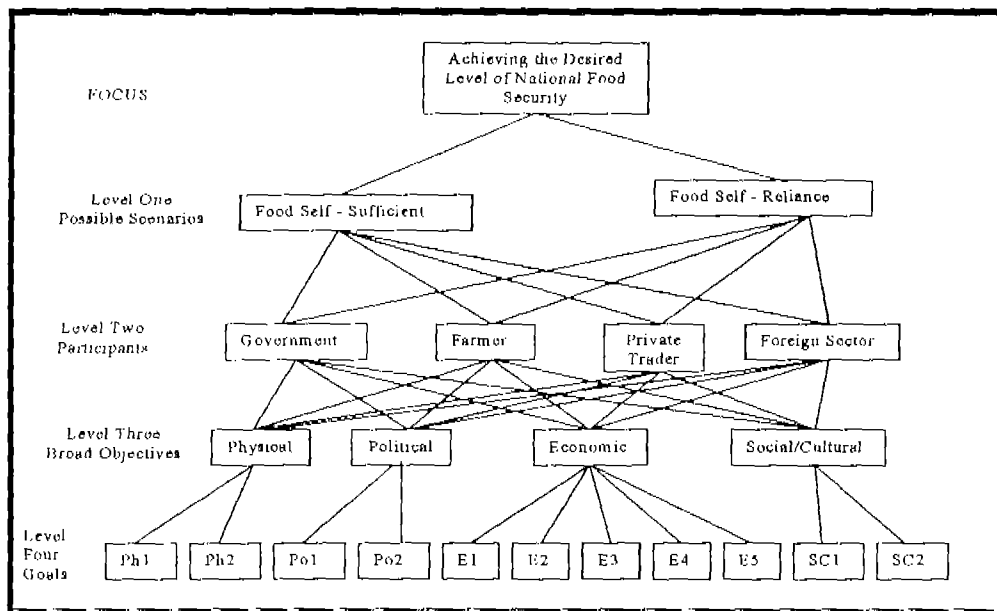 Achieving the Desired
Level of National Food
Security
FOCUS
Level One
Possible Scenarios
Food Self - Sufficient
Food Self - Reliance
Level Two
Participants
Government
Farmer
Private
Trader
Foreign Sector
Level Three
Broad Objectives
Physical
Political
Economic
Social/Cultural
Level
Four
Goals
Ph1
Ph2
Po1
Po2
E1
E2
E3
E4
E5
SC1
SC2